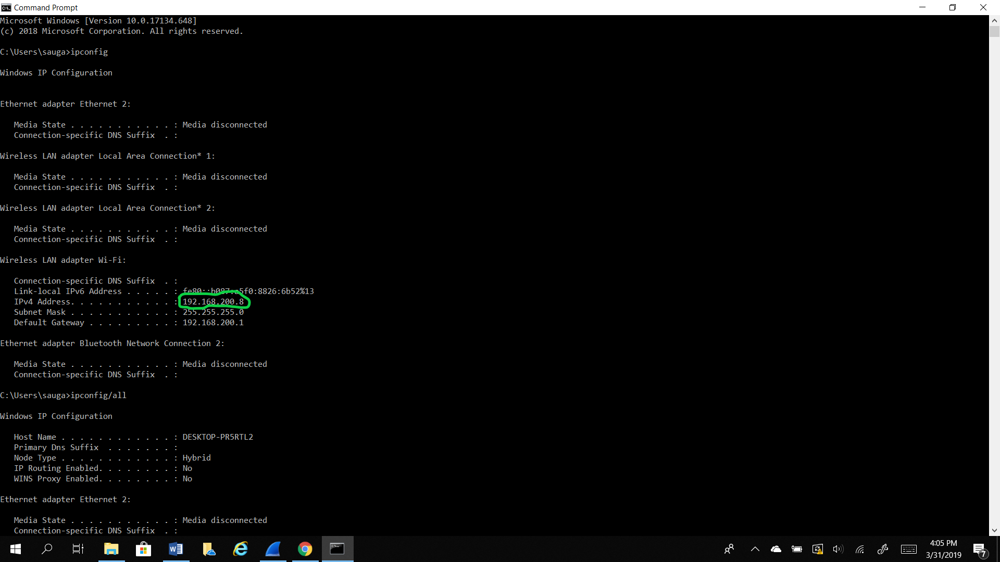 Command Prompt
Microsoft Windows [Version 10.0.17134.648]
(c) 2018 Microsoft Corporation. All rights reserved.
C:\Users\sauga>ipconfig
Windows IP Configuration
Ethernet adapter Ethernet 2:
Media State . . . . . . . . . . . : Media disconnected
Connection-specific DNS Suffix  . :
Wireless LAN adapter Local Area Connection* 1:
Media State . . . . . . . . . . . : Media disconnected
Connection-specific DNS Suffix  . :
Wireless LAN adapter Local Area Connection* 2:
Media State . . . . . . . . . . . : Media disconnected
Connection-specific DNS Suffix  . :
Wireless LAN adapter Wi-Fi:
Connection-specific DNS Suffix  . :
Link-local IPv6 Address . . . . . : fe80::b087:a5f0:8826:6b52%13
IPv4 Address. . . . . . . . . . . : 192.168.200.8
Subnet Mask . . . . . . . . . . . : 255.255.255.0
Default Gateway . . . . . . . . . : 192.168.200.1
Ethernet adapter Bluetooth Network Connection 2:
Media State . . . . . . . . . . . : Media disconnected
Connection-specific DNS Suffix  . :
C:\Users\sauga>ipconfig/all
Windows IP Configuration
Host Name . . . . . . . . . . . . : DESKTOP-PR5RTL2
Primary Dns Suffix  . . . . . . . :
Node Type . . . . . . . . . . . . : Hybrid
IP Routing Enabled. . . . . . . . : No
WINS Proxy Enabled. . . . . . . . : No
Ethernet adapter Ethernet 2:
Media State . . . . . . . . . . . : Media disconnected
Connection-specific DNS Suffix  . :
4:05 PM
3/31/2019
7